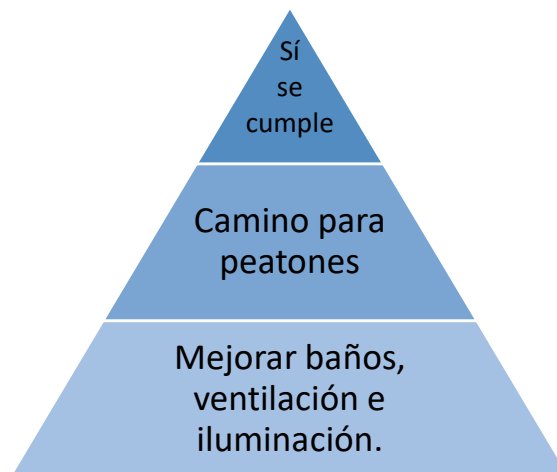 Sí
se
cumple
Camino para
peatones
Mejorar baños,
ventilación e
iluminación.